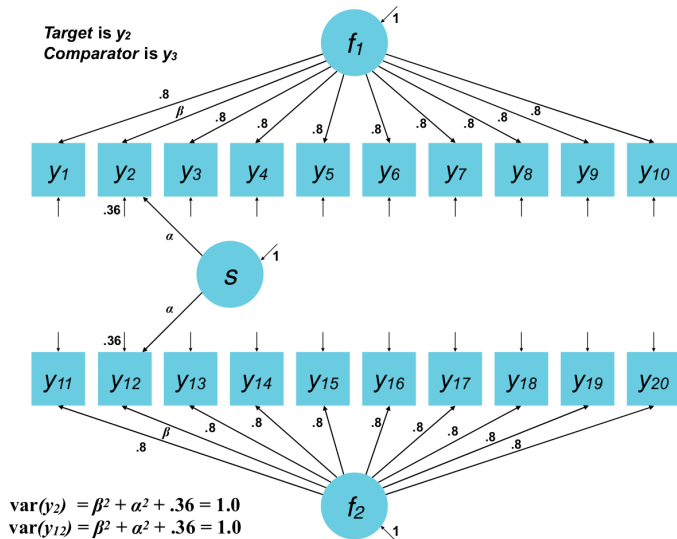 Target is y2
Comparator is y3
f1
1
.8
β
.8
.8
.8
.8
.8
.8
.8
.8
y1
y2
y3
y4
y5
y6
y7
y8
y9
y10
.36
α
s
1
α
.36
y11
y12
y13
y14
y15
y16
y17
y18
y19
y20
.8
β
.8
.8
.8
.8
.8
.8
.8
.8
f2
1
var(y2) = β² + α² + .36 = 1.0
var(y12) = β² + α² + .36 = 1.0